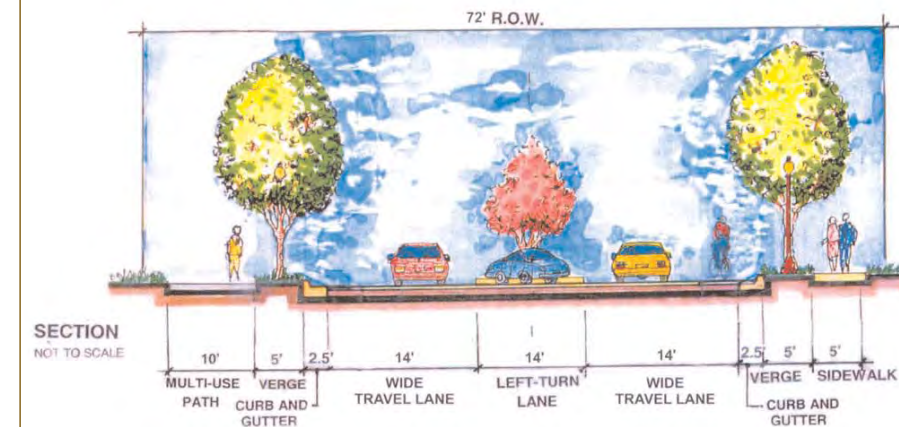 72' R.O.W.
SECTION
NOT TO SCALE
10' 5' 2.5' 14' 14' 14' 2.5' 5' 5'
MULTI-USE PATH
VERGE
CURB AND GUTTER
WIDE TRAVEL LANE
LEFT-TURN LANE
WIDE TRAVEL LANE
VERGE
SIDEWALK
CURB AND GUTTER